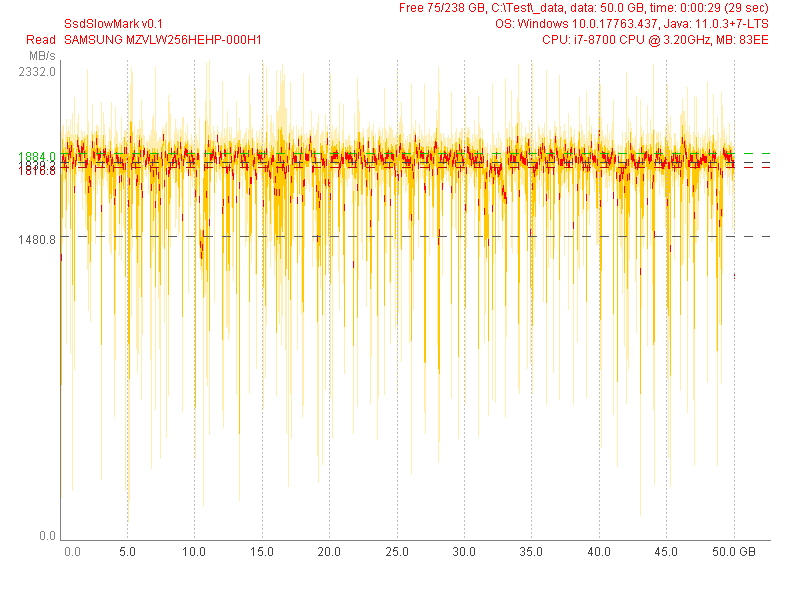 Free 75/238 GB, C:\Test\_data, data: 50.0 GB, time: 0:00:29 (29 sec)
SsdSlowMark v0.1
OS: Windows 10.0.17763.437, Java: 11.0.3+7-LTS
Read SAMSUNG MZVLW256HEHP-000H1
CPU: i7-8700 CPU @ 3.20GHz, MB: 83EE
MB/s
2332.0
1884.0
1816.8
1480.8
0.0
0.0 5.0 10.0 15.0 20.0 25.0 30.0 35.0 40.0 45.0 50.0 GB